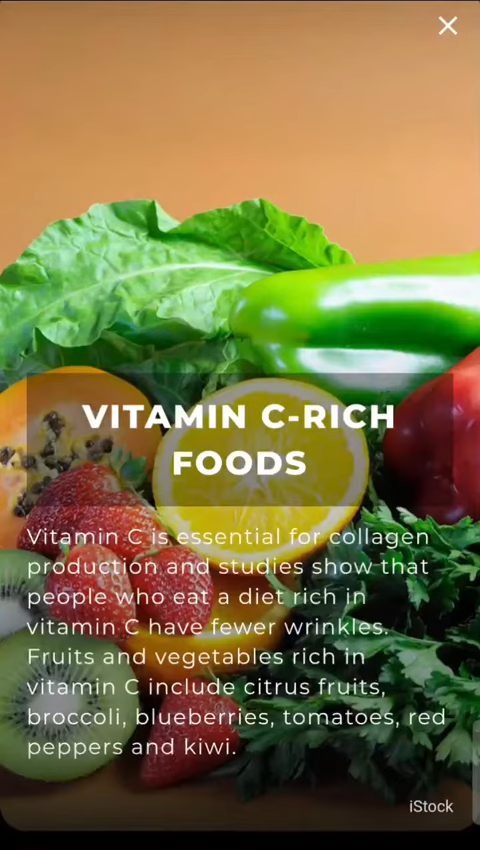 VITAMIN C-RICH
FOODS
Vitamin C is essential for collagen
production and studies show that
people who eat a diet rich in
vitamin C have fewer wrinkles.
Fruits and vegetables rich in
vitamin C include citrus fruits,
broccoli, blueberries, tomatoes, red
peppers and kiwi.
iStock